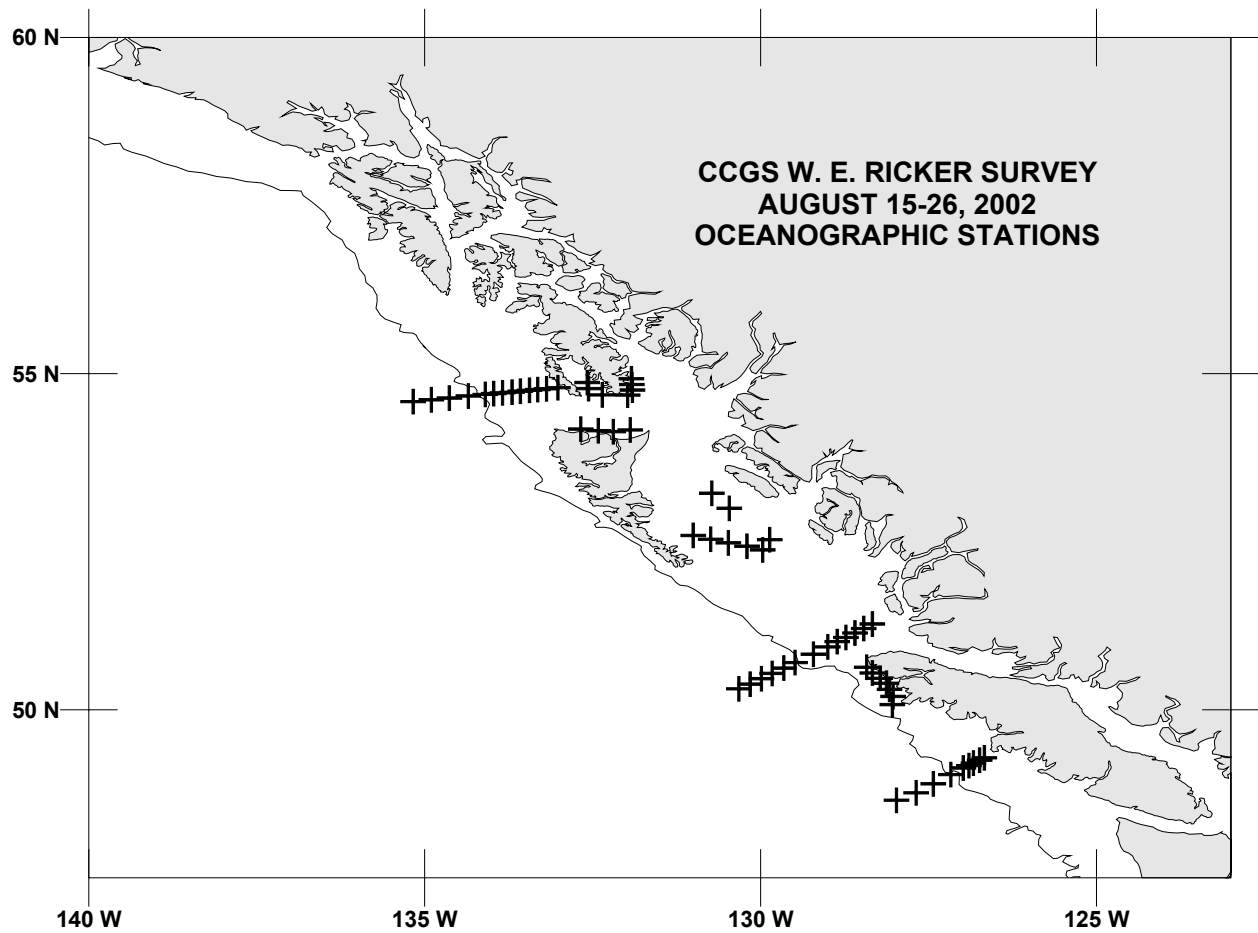 60 N
CCGS W. E. RICKER SURVEY
AUGUST 15-26, 2002
OCEANOGRAPHIC STATIONS
55 N
50 N
140 W
135 W
130 W
125 W